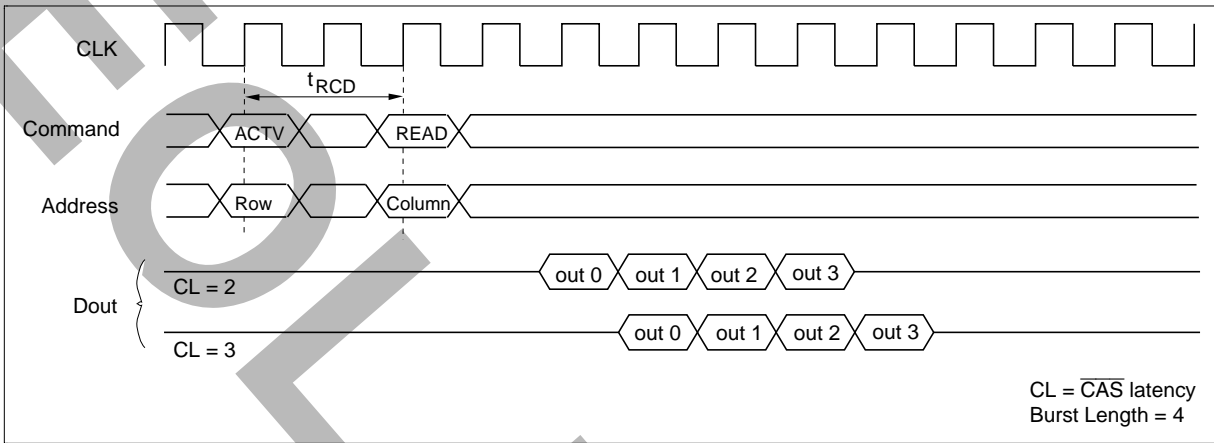 CLK
tRCD
Command ACTV READ
Address Row Column
out 0 out 1 out 2 out 3
CL = 2
Dout
out 0 out 1 out 2 out 3
CL = 3
CL = C̅A̅S̅ latency
Burst Length = 4